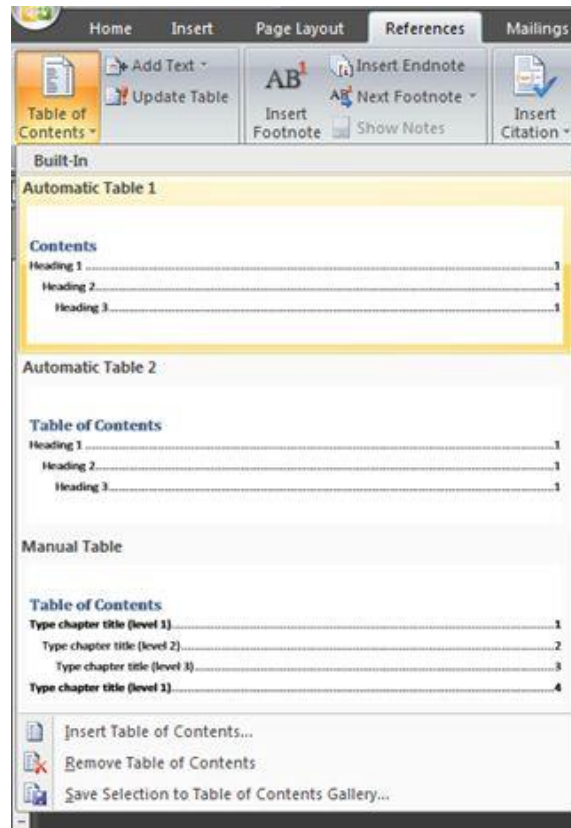 Home Insert Page Layout References Mailings
Add Text
Update Table
Table of Contents
AB1
Insert Footnote
Insert Endnote
AB Next Footnote
Show Notes
Insert Citation
Built-In
Automatic Table 1
Contents
Heading 1....................1
Heading 2....................1
Heading 3....................1
Automatic Table 2
Table of Contents
Heading 1....................1
Heading 2....................1
Heading 3....................1
Manual Table
Table of Contents
Type chapter title (level 1)....................1
Type chapter title (level 2)....................2
Type chapter title (level 3)....................3
Type chapter title (level 1)....................4
Insert Table of Contents...
Remove Table of Contents
Save Selection to Table of Contents Gallery...